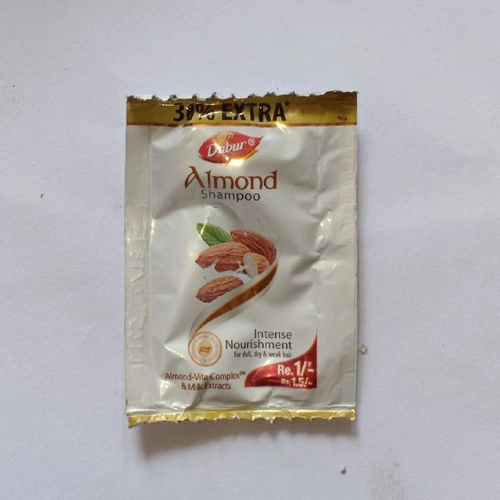 30% EXTRA*
Dabur®
Almond
Shampoo
Intense
Nourishment
for dull, dry & weak hair
Almond-Vita Complex™
& Milk Extracts
Re.1/-
Rs 1.5/-